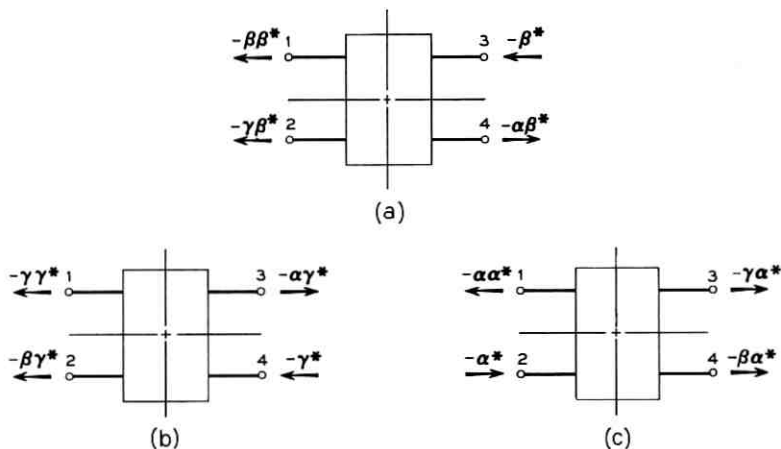 -ββ* 1 3 -β*
-γβ* 2 4 -αβ*
(a)
-γγ* 1 3 -αγ*
-βγ* 2 4 -γ*
(b)
-αα* 1 3 -γα*
-α* 2 4 -βα*
(c)